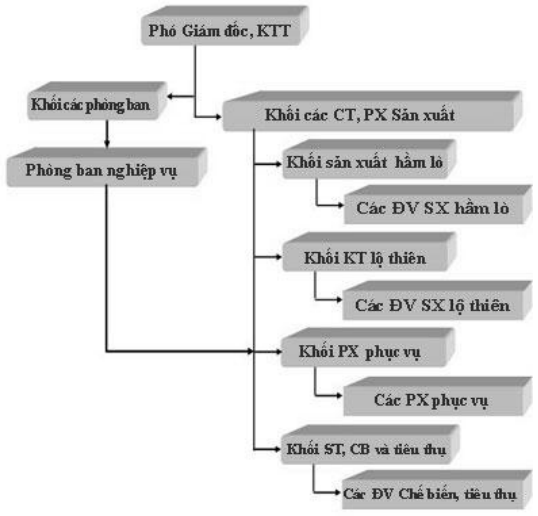 Phó Giám đốc, KTT
Khối các phòng ban
Khối các CT, PX Sản xuất
Phòng ban nghiệp vụ
Khối sản xuất hầm lò
Các ĐV SX hầm lò
Khối KT lộ thiên
Các ĐV SX lộ thiên
Khối PX phục vụ
Các PX phục vụ
Khối ST, CB và tiêu thụ
Các ĐV Chế biến, tiêu thụ